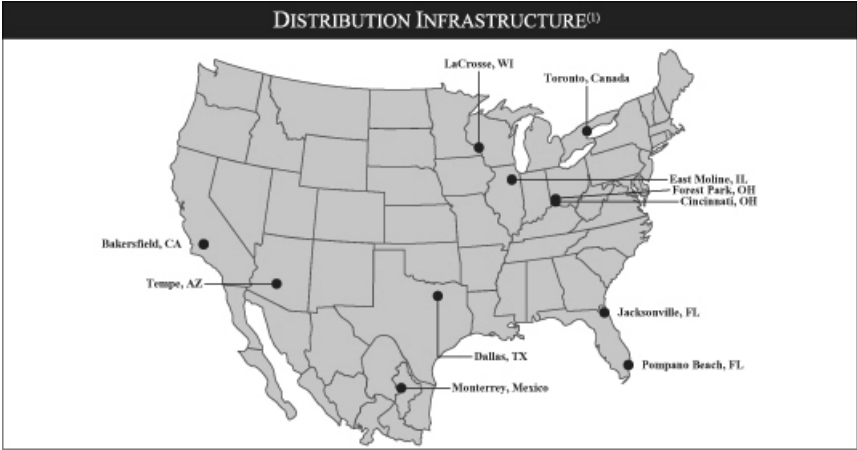 DISTRIBUTION INFRASTRUCTURE(1)
LaCrosse, WI
Toronto, Canada
East Moline, IL
Forest Park, OH
Cincinnati, OH
Bakersfield, CA
Tempe, AZ
Jacksonville, FL
Dallas, TX
Pompano Beach, FL
Monterrey, Mexico